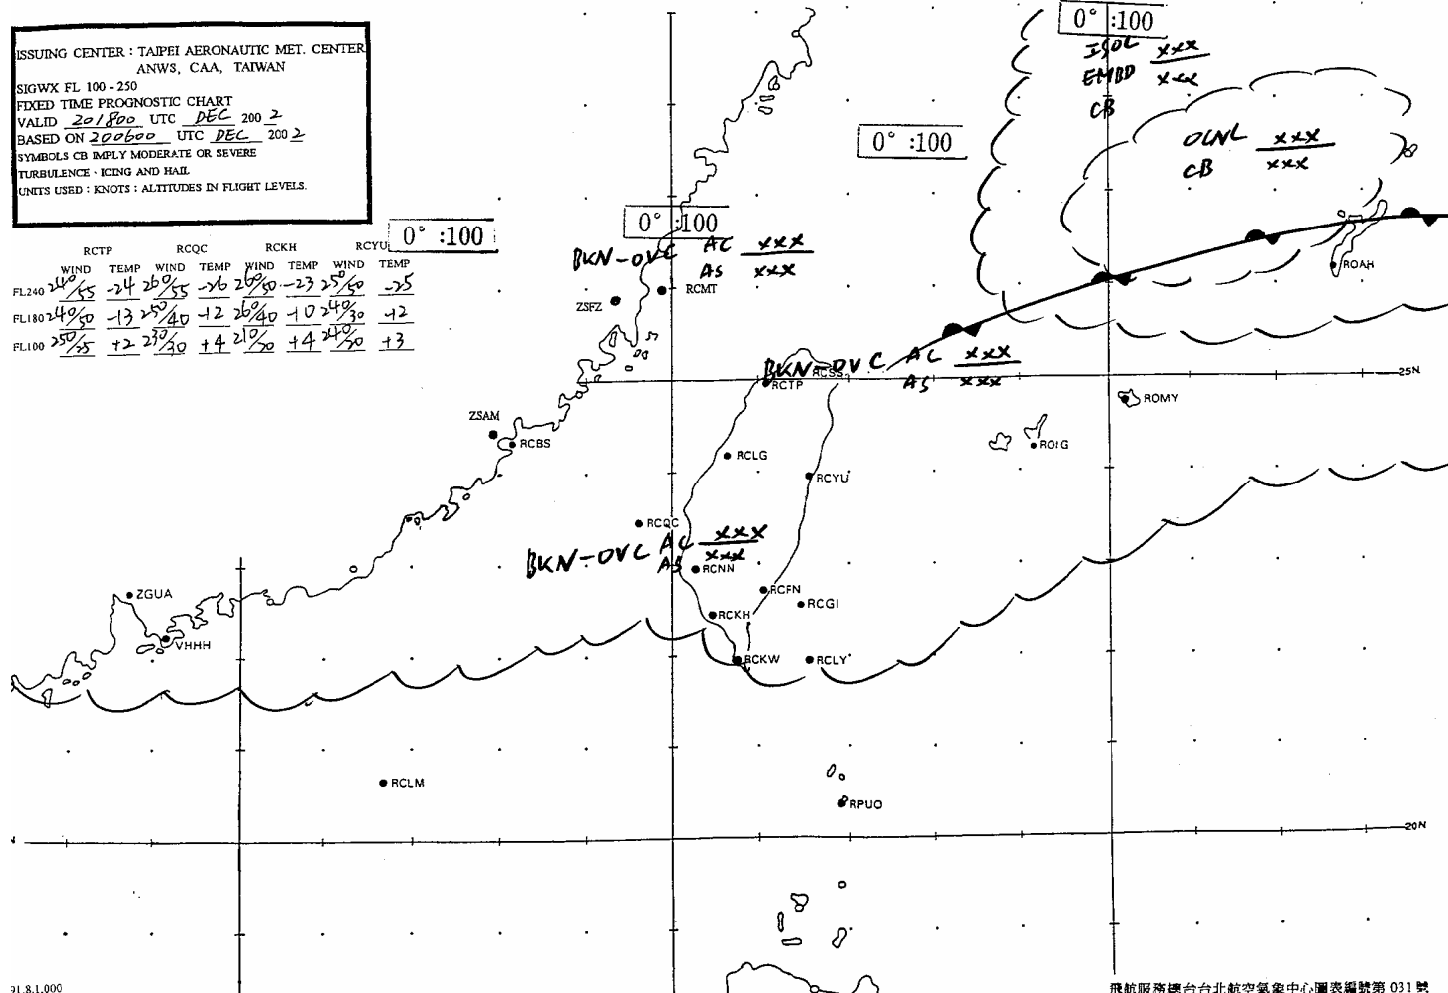 ISSUING CENTER : TAIPEI AERONAUTIC MET. CENTER
ANWS, CAA, TAIWAN
SIGWX FL 100 - 250
FIXED TIME PROGNOSTIC CHART
VALID 201800 UTC DEC 2002
BASED ON 200600 UTC DEC 2002
SYMBOLS CB IMPLY MODERATE OR SEVERE
TURBULENCE、ICING AND HAIL
UNITS USED : KNOTS : ALTITUDES IN FLIGHT LEVELS.
RCTP RCQC RCKH RCYU
WIND TEMP WIND TEMP WIND TEMP WIND TEMP
FL240 240/55 -24 260/55 -26 260/50 -23 250/50 -25
FL180 240/50 -13 250/40 -12 260/40 -10 240/30 -12
FL100 250/25 +2 230/30 +4 210/20 +4 240/20 +3
0° :100
ISOL XXX
EMBD XXX
CB
0° :100
OCNL XXX
CB XXX
0° :100
0° :100
BKN-OVC AC XXX
AS XXX
ROAH
RCMT
ZSFZ
BKN-OVC AC XXX
AS XXX
RCSS
25N
RCTP
ROMY
ZSAM
RCBS
ROIG
RCLG
RCYU
RCQC
BKN-OVC AC XXX
AS XXX
RCNN
ZGUA
RCFN
RCGI
RCKH
VHHH
RCKW
RCLY
RCLM
RPUO
20N
91.8.1,000
飛航服務總台台北航空氣象中心圖表編號第 031 號